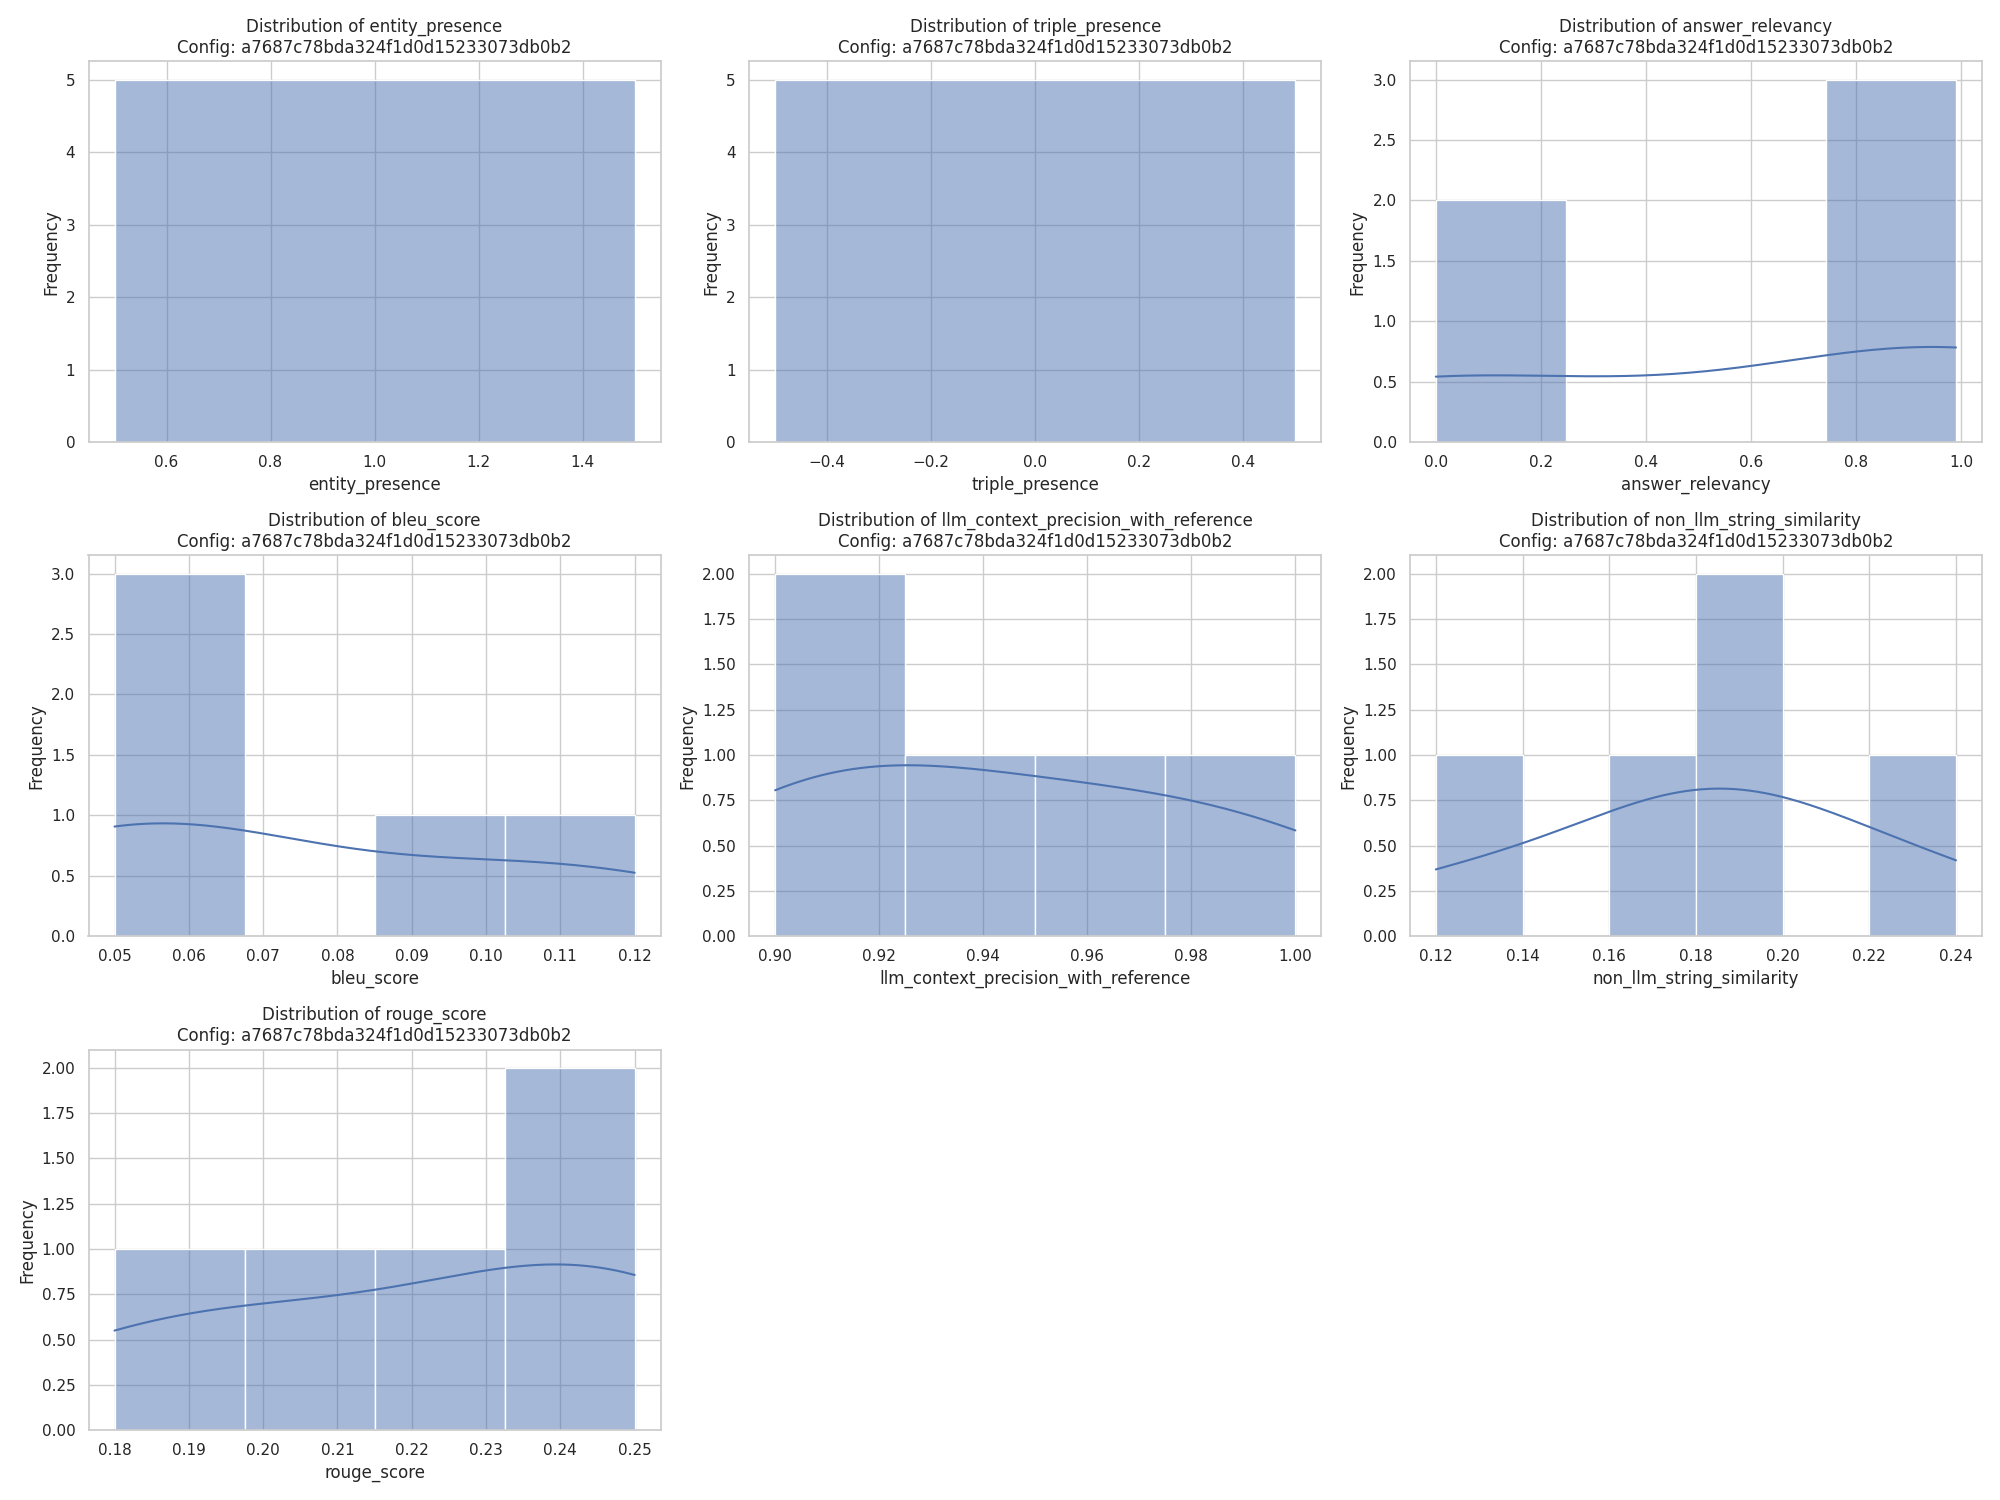 Distribution of entity_presence
Config: a7687c78bda324f1d0d15233073db0b2
Frequency
5
4
3
2
1
0
0.6 0.8 1.0 1.2 1.4
entity_presence
Distribution of triple_presence
Config: a7687c78bda324f1d0d15233073db0b2
Frequency
5
4
3
2
1
0
−0.4 −0.2 0.0 0.2 0.4
triple_presence
Distribution of answer_relevancy
Config: a7687c78bda324f1d0d15233073db0b2
Frequency
3.0
2.5
2.0
1.5
1.0
0.5
0.0
0.0 0.2 0.4 0.6 0.8 1.0
answer_relevancy
Distribution of bleu_score
Config: a7687c78bda324f1d0d15233073db0b2
Frequency
3.0
2.5
2.0
1.5
1.0
0.5
0.0
0.05 0.06 0.07 0.08 0.09 0.10 0.11 0.12
bleu_score
Distribution of llm_context_precision_with_reference
Config: a7687c78bda324f1d0d15233073db0b2
Frequency
2.00
1.75
1.50
1.25
1.00
0.75
0.50
0.25
0.00
0.90 0.92 0.94 0.96 0.98 1.00
llm_context_precision_with_reference
Distribution of non_llm_string_similarity
Config: a7687c78bda324f1d0d15233073db0b2
Frequency
2.00
1.75
1.50
1.25
1.00
0.75
0.50
0.25
0.00
0.12 0.14 0.16 0.18 0.20 0.22 0.24
non_llm_string_similarity
Distribution of rouge_score
Config: a7687c78bda324f1d0d15233073db0b2
Frequency
2.00
1.75
1.50
1.25
1.00
0.75
0.50
0.25
0.00
0.18 0.19 0.20 0.21 0.22 0.23 0.24 0.25
rouge_score